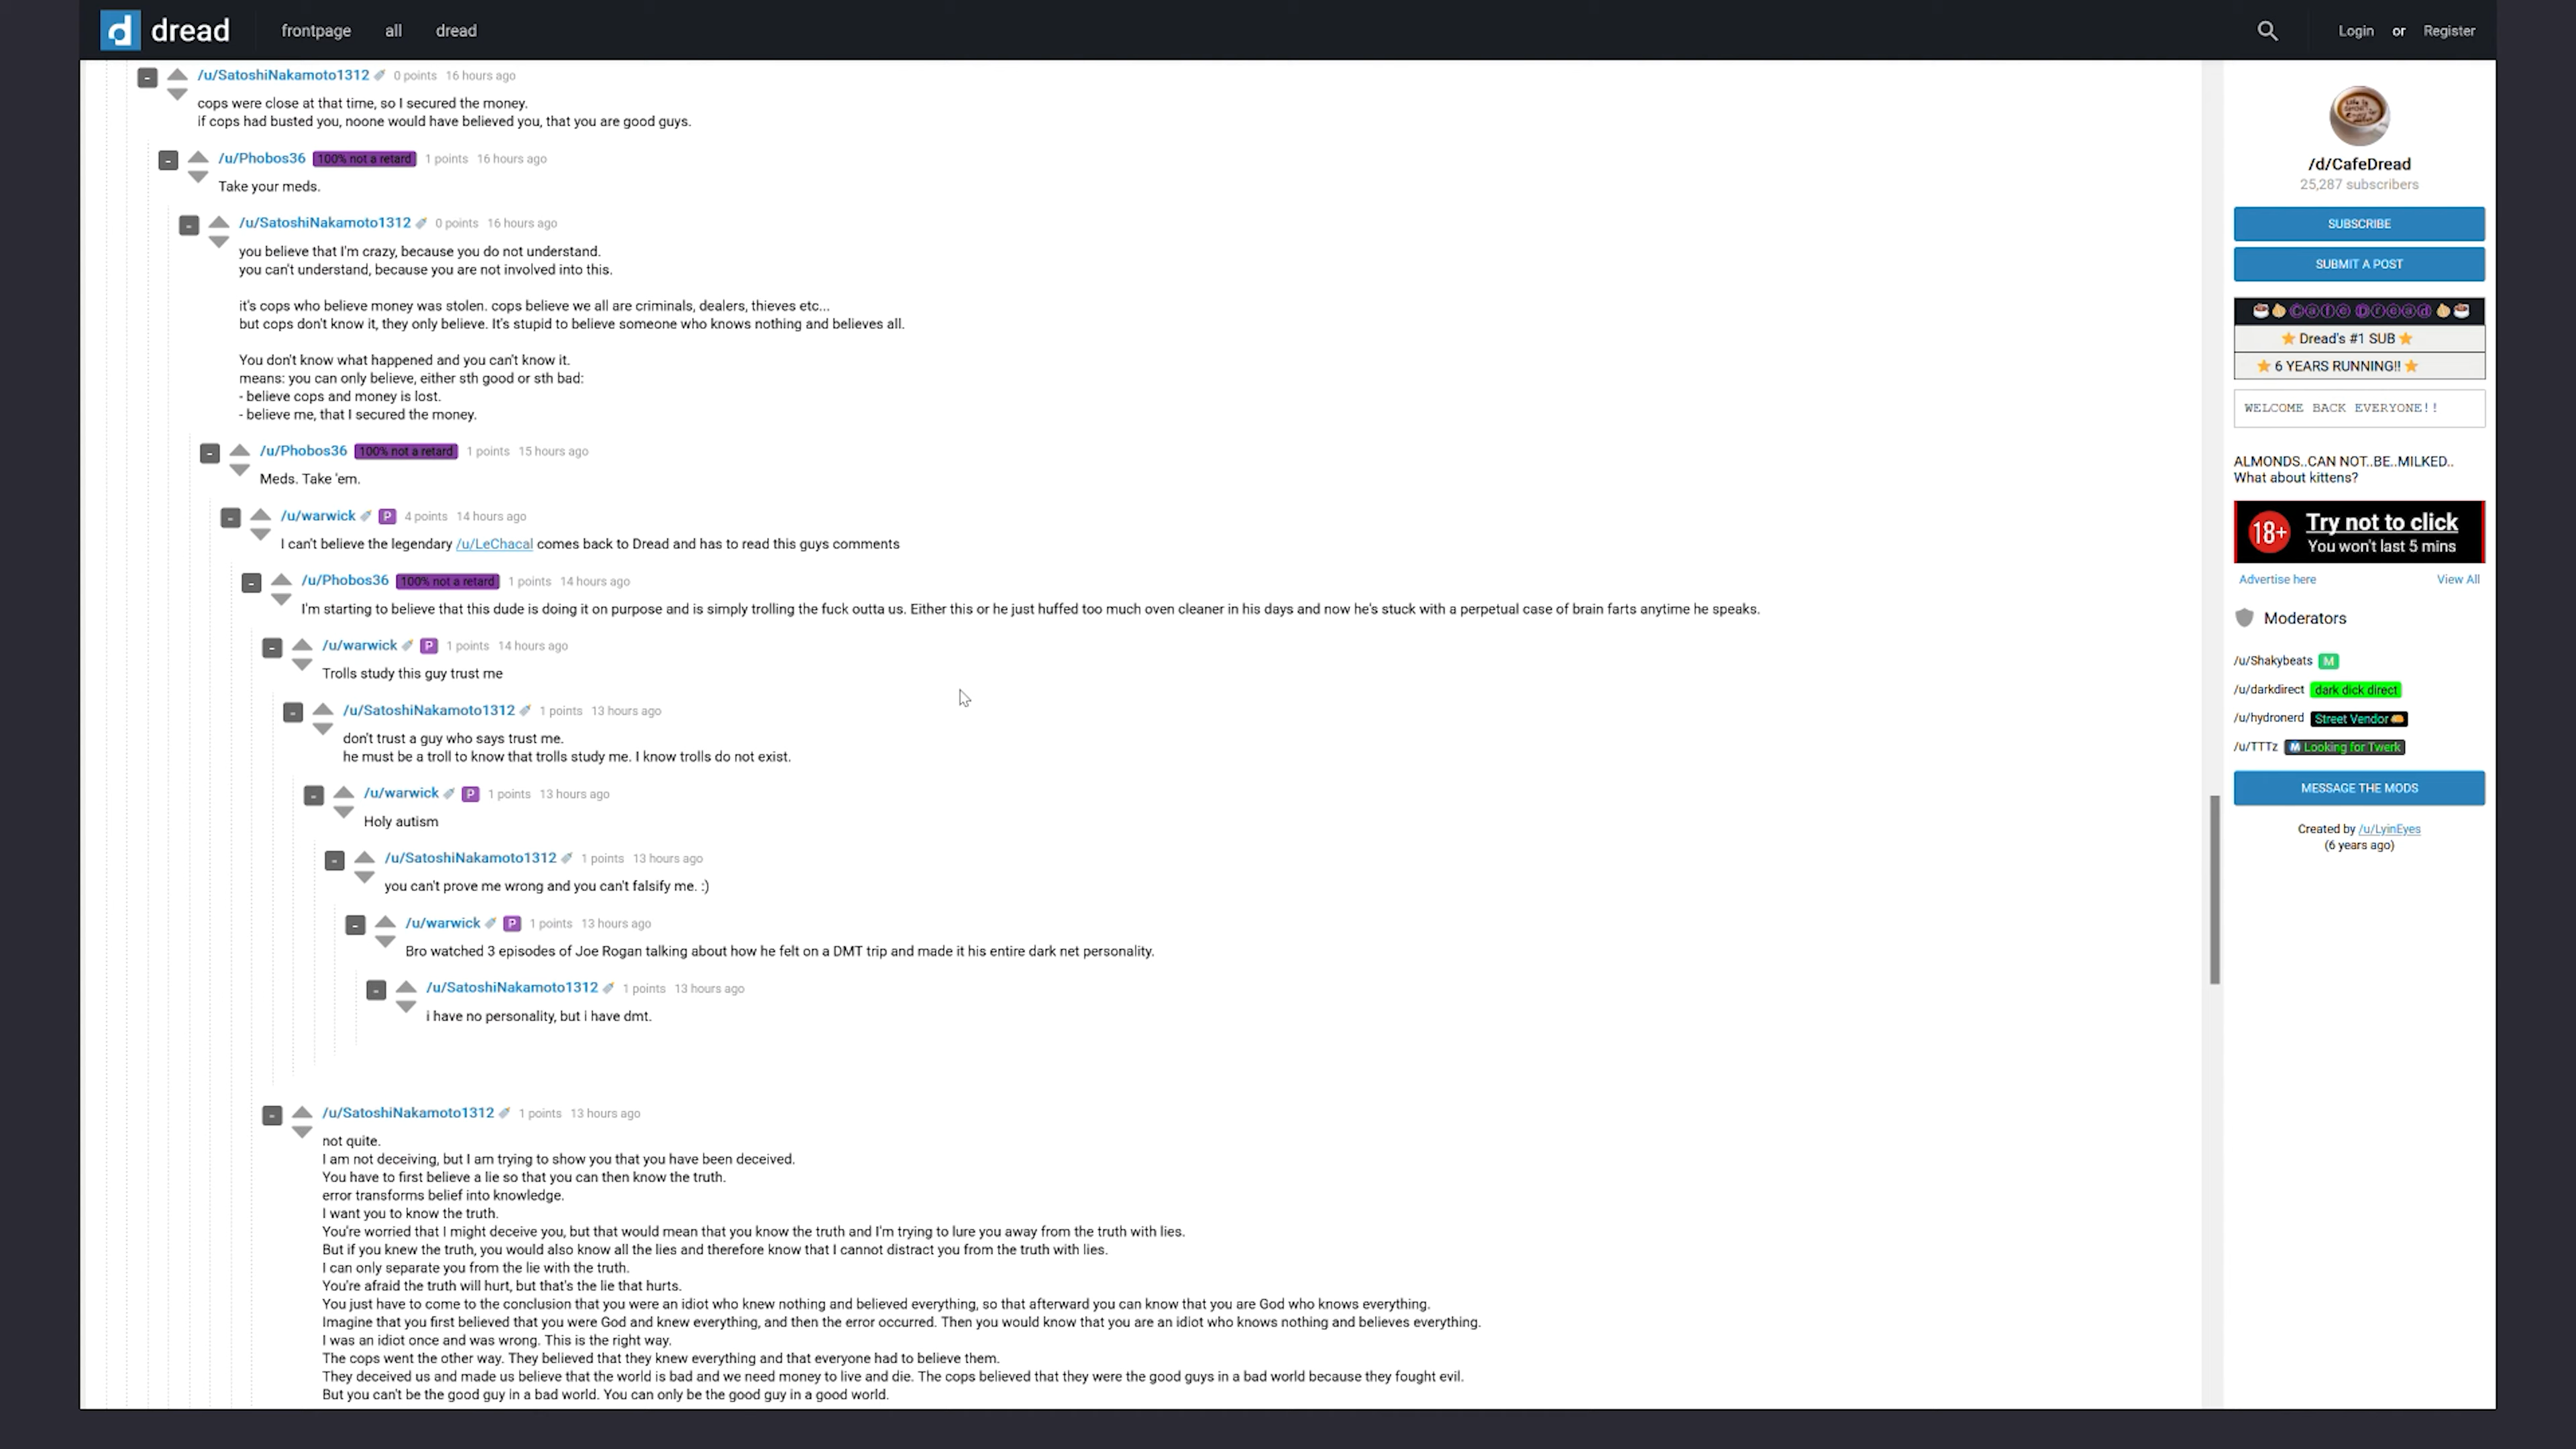 dread
frontpage all dread
Login or Register
/u/SatoshiNakamoto1312 0 points 16 hours ago
cops were close at that time, so I secured the money.
if cops had busted you, noone would have believed you, that you are good guys.
/u/Phobos36 100% not a retard 1 points 16 hours ago
Take your meds.
/u/SatoshiNakamoto1312 0 points 16 hours ago
you believe that I'm crazy, because you do not understand.
you can't understand, because you are not involved into this.
it's cops who believe money was stolen. cops believe we all are criminals, dealers, thieves etc...
but cops don't know it, they only believe. It's stupid to believe someone who knows nothing and believes all.
You don't know what happened and you can't know it.
means: you can only believe, either sth good or sth bad:
- believe cops and money is lost.
- believe me, that I secured the money.
/u/Phobos36 100% not a retard 1 points 15 hours ago
Meds. Take 'em.
/u/warwick P 4 points 14 hours ago
I can't believe the legendary /u/LeChacal comes back to Dread and has to read this guys comments
/u/Phobos36 100% not a retard 1 points 14 hours ago
I'm starting to believe that this dude is doing it on purpose and is simply trolling the fuck outta us. Either this or he just huffed too much oven cleaner in his days and now he's stuck with a perpetual case of brain farts anytime he speaks.
/u/warwick P 1 points 14 hours ago
Trolls study this guy trust me
/u/SatoshiNakamoto1312 1 points 13 hours ago
don't trust a guy who says trust me.
he must be a troll to know that trolls study me. I know trolls do not exist.
/u/warwick P 1 points 13 hours ago
Holy autism
/u/SatoshiNakamoto1312 1 points 13 hours ago
you can't prove me wrong and you can't falsify me. :)
/u/warwick P 1 points 13 hours ago
Bro watched 3 episodes of Joe Rogan talking about how he felt on a DMT trip and made it his entire dark net personality.
/u/SatoshiNakamoto1312 1 points 13 hours ago
i have no personality, but i have dmt.
/u/SatoshiNakamoto1312 1 points 13 hours ago
not quite.
I am not deceiving, but I am trying to show you that you have been deceived.
You have to first believe a lie so that you can then know the truth.
error transforms belief into knowledge.
I want you to know the truth.
You're worried that I might deceive you, but that would mean that you know the truth and I'm trying to lure you away from the truth with lies.
But if you knew the truth, you would also know all the lies and therefore know that I cannot distract you from the truth with lies.
I can only separate you from the lie with the truth.
You're afraid the truth will hurt, but that's the lie that hurts.
You just have to come to the conclusion that you were an idiot who knew nothing and believed everything, so that afterward you can know that you are God who knows everything.
Imagine that you first believed that you were God and knew everything, and then the error occurred. Then you would know that you are an idiot who knows nothing and believes everything.
I was an idiot once and was wrong. This is the right way.
The cops went the other way. They believed that they knew everything and that everyone had to believe them.
They deceived us and made us believe that the world is bad and we need money to live and die. The cops believed that they were the good guys in a bad world because they fought evil.
But you can't be the good guy in a bad world. You can only be the good guy in a good world.
/d/CafeDread
25,287 subscribers
SUBSCRIBE
SUBMIT A POST
Ⓒⓐⓕⓔ Ⓓⓡⓔⓐⓓ
Dread's #1 SUB
6 YEARS RUNNING!!
WELCOME BACK EVERYONE!!
ALMONDS..CAN NOT..BE..MILKED..
What about kittens?
18+ Try not to click
You won't last 5 mins
Advertise here View All
Moderators
/u/Shakybeats M
/u/darkdirect dark dick direct
/u/hydronerd Street Vendor
/u/TTTz M Looking for Twerk
MESSAGE THE MODS
Created by /u/LyinEyes
(6 years ago)